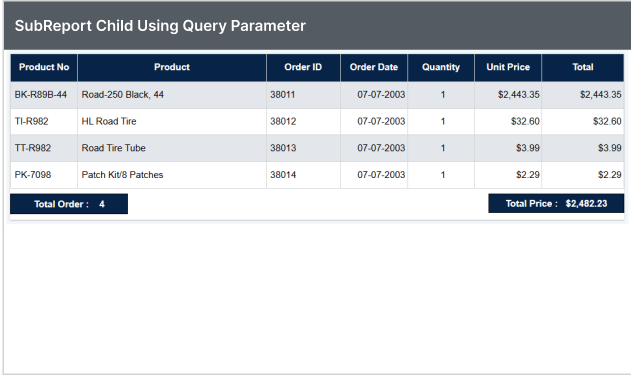 SubReport Child Using Query Parameter
Product No Product Order ID Order Date Quantity Unit Price Total
BK-R89B-44 Road-250 Black, 44 38011 07-07-2003 1 $2,443.35 $2,443.35
TI-R982 HL Road Tire 38012 07-07-2003 1 $32.60 $32.60
TT-R982 Road Tire Tube 38013 07-07-2003 1 $3.99 $3.99
PK-7098 Patch Kit/8 Patches 38014 07-07-2003 1 $2.29 $2.29
Total Order : 4 Total Price : $2,482.23